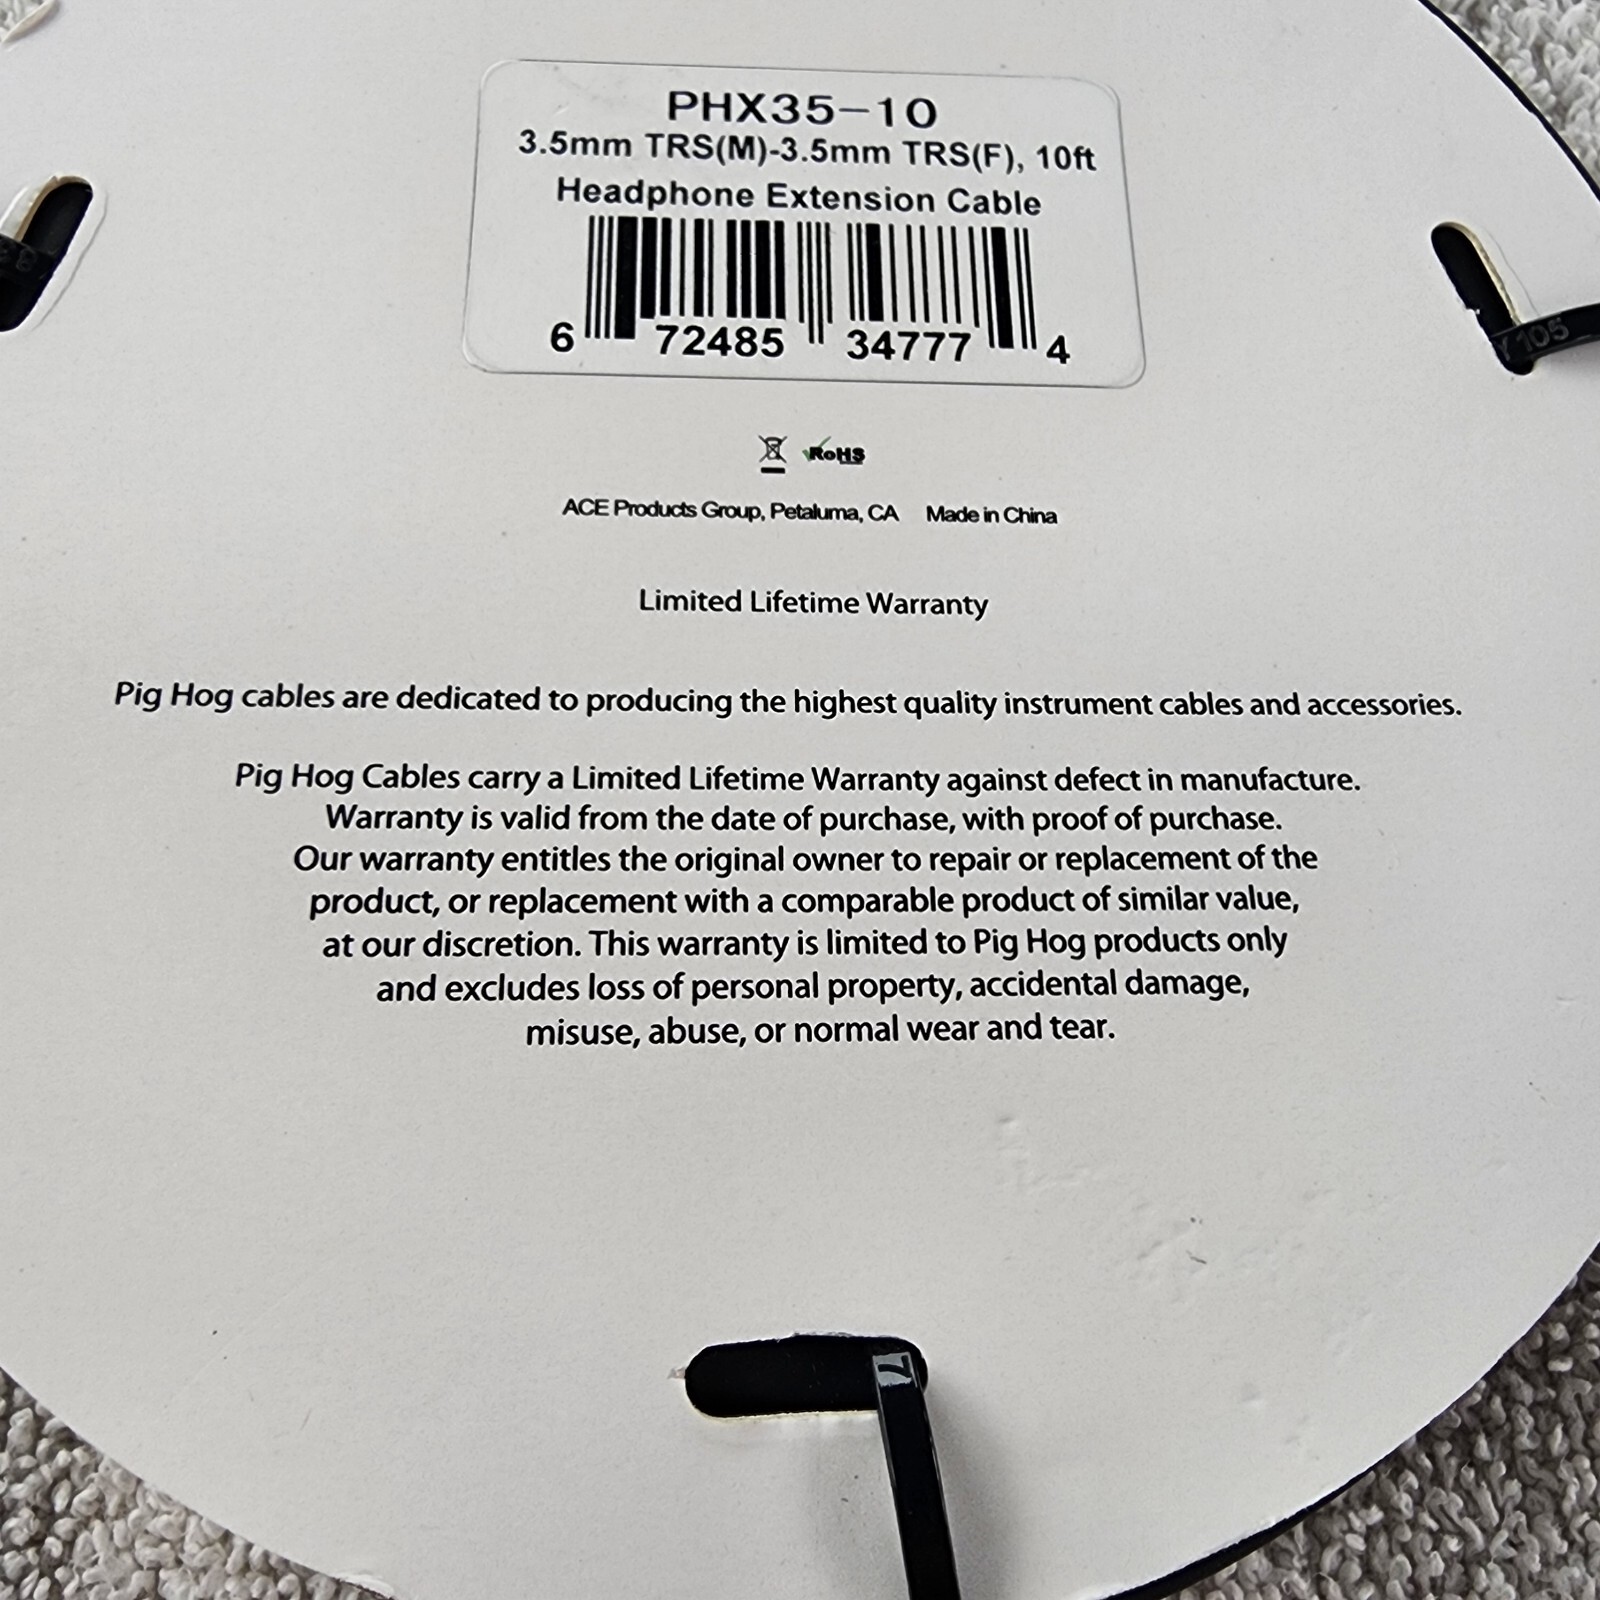 PHX35-10
3.5mm TRS(M)-3.5mm TRS(F), 10ft
Headphone Extension Cable
6 72485 34777 4
RoHS
ACE Products Group, Petaluma, CA Made in China
Limited Lifetime Warranty
Pig Hog cables are dedicated to producing the highest quality instrument cables and accessories.
Pig Hog Cables carry a Limited Lifetime Warranty against defect in manufacture.
Warranty is valid from the date of purchase, with proof of purchase.
Our warranty entitles the original owner to repair or replacement of the
product, or replacement with a comparable product of similar value,
at our discretion. This warranty is limited to Pig Hog products only
and excludes loss of personal property, accidental damage,
misuse, abuse, or normal wear and tear.
Y105
7